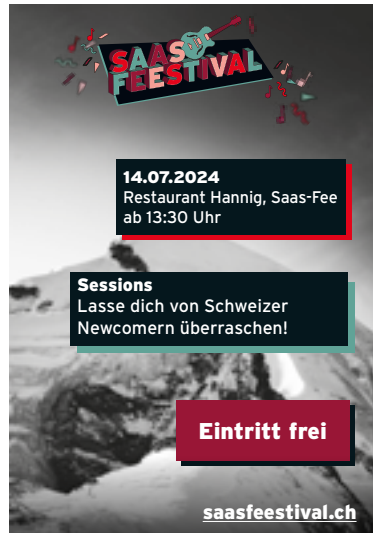 SAAS
FEESTIVAL
14.07.2024
Restaurant Hannig, Saas-Fee
ab 13:30 Uhr
Sessions
Lasse dich von Schweizer
Newcomern überraschen!
Eintritt frei
saasfeestival.ch